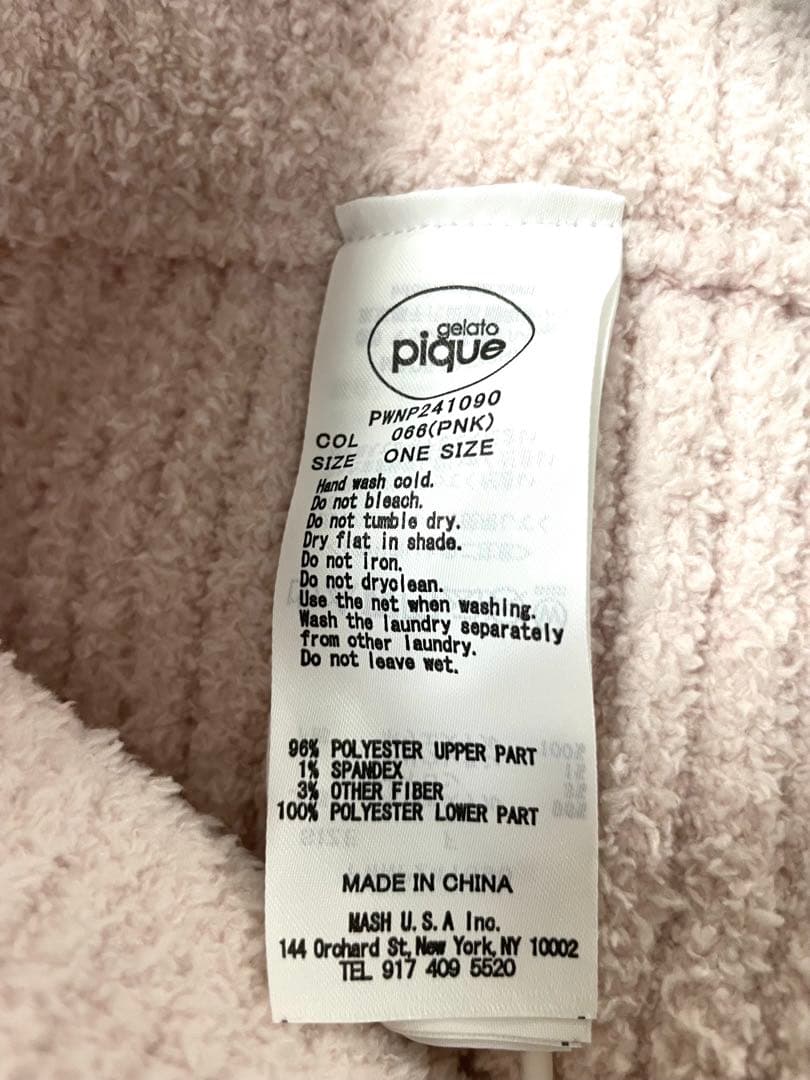 gelato
pique
PWNP241090
COL 066(PNK)
SIZE ONE SIZE
Hand wash cold.
Do not bleach.
Do not tumble dry.
Dry flat in shade.
Do not iron.
Do not dryclean.
Use the net when washing.
Wash the laundry separately
from other laundry.
Do not leave wet.
96% POLYESTER UPPER PART
1% SPANDEX
3% OTHER FIBER
100% POLYESTER LOWER PART
MADE IN CHINA
MASH U.S.A Inc.
144 Orchard St, New York, NY 10002
TEL 917 409 5520